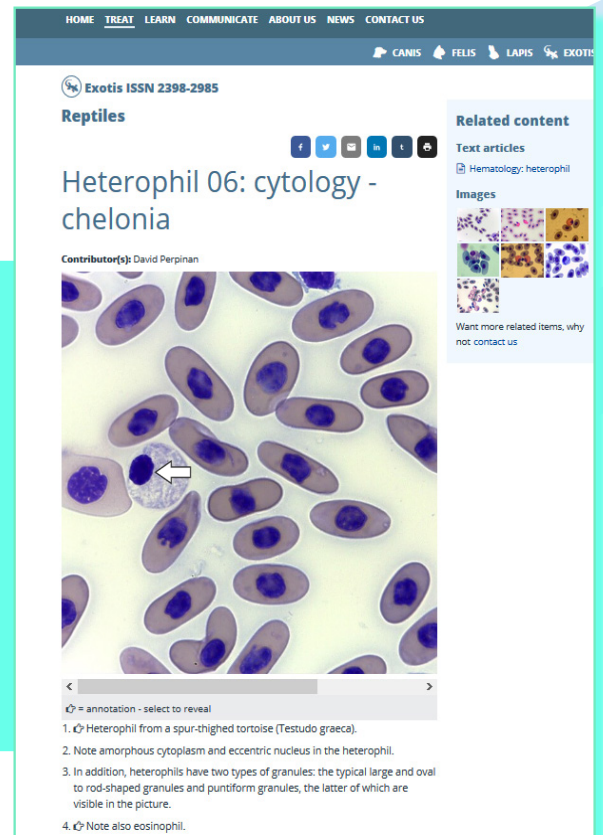 HOME TREAT LEARN COMMUNICATE ABOUT US NEWS CONTACT US
CANIS FELIS LAPIS EXOTIS
Exotis ISSN 2398-2985
Reptiles
Heterophil 06: cytology -
chelonia
Contributor(s): David Perpinan
< >
= annotation - select to reveal
1. Heterophil from a spur-thighed tortoise (Testudo graeca).
2. Note amorphous cytoplasm and eccentric nucleus in the heterophil.
3. In addition, heterophils have two types of granules: the typical large and oval
to rod-shaped granules and puntiform granules, the latter of which are
visible in the picture.
4. Note also eosinophil.
Related content
Text articles
Hematology: heterophil
Images
Want more related items, why
not contact us